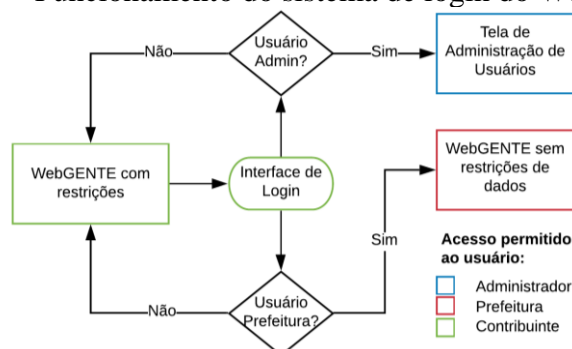 Funcionamento do sistema de login do
Usuário
Admin?
Não
Sim
Tela de
Administração de
Usuários
WebGENTE com
restrições
Interface de
Login
WebGENTE sem
restrições de
dados
Sim
Não
Usuário
Prefeitura?
Acesso permitido
ao usuário:
Administrador
Prefeitura
Contribuinte